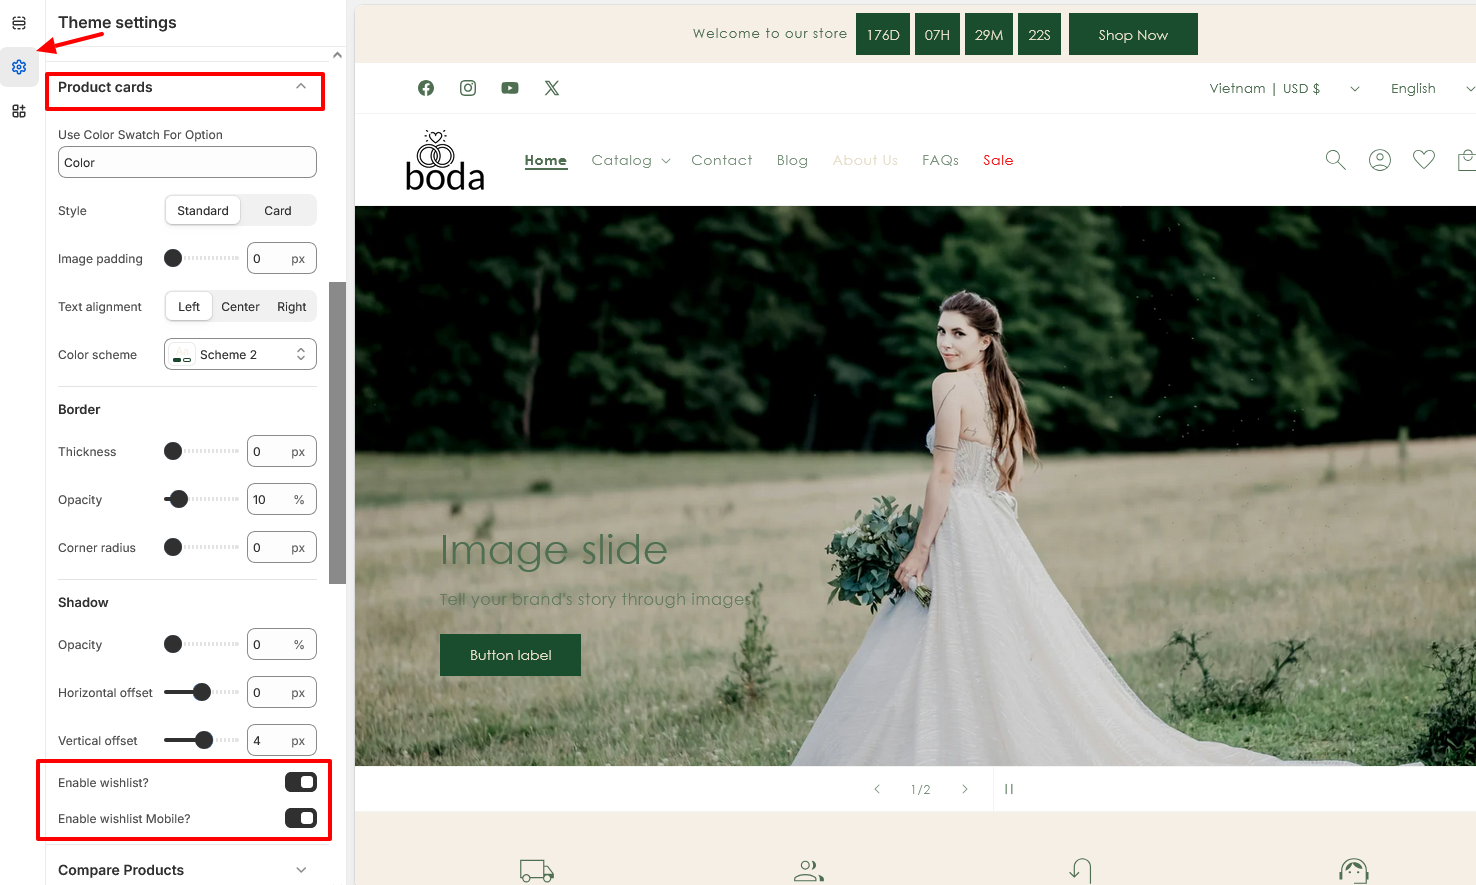 Theme settings
Product cards
Use Color Swatch For Option
Color
Style
Standard
Card
Image padding
0 px
Text alignment
Left
Center
Right
Color scheme
Scheme 2
Border
Thickness
0 px
Opacity
10 %
Corner radius
0 px
Shadow
Opacity
0 %
Horizontal offset
0 px
Vertical offset
4 px
Enable wishlist?
Enable wishlist Mobile?
Compare Products
Welcome to our store
176D
07H
29M
22S
Shop Now
Vietnam | USD $
English
boda
Home
Catalog
Contact
Blog
About Us
FAQs
Sale
Image slide
Tell your brand's story through images
Button label
1/2